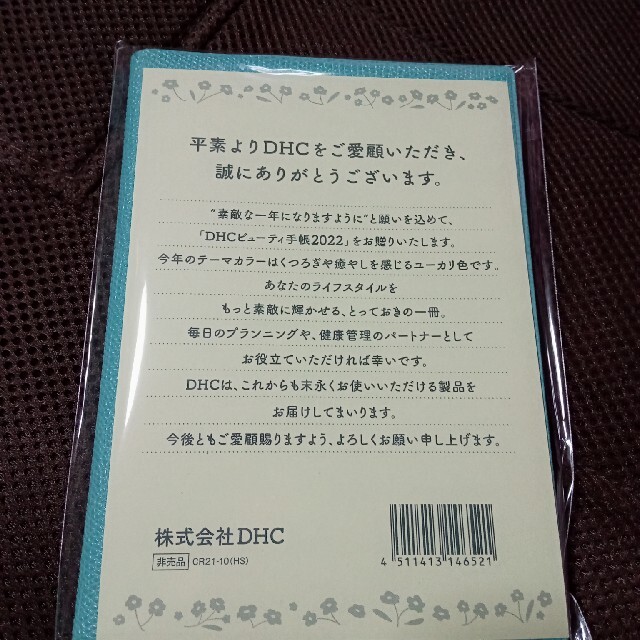 平素よりDHCをご愛顧いただき、
誠にありがとうございます。
“素敵な一年になりますように”と願いを込めて、
「DHCビューティ手帳2022」をお贈りいたします。
今年のテーマカラーはくつろぎや癒やしを感じるユーカリ色です。
あなたのライフスタイルを
もっと素敵に輝かせる、とっておきの一冊。
毎日のプランニングや、健康管理のパートナーとして
お役立ていただければ幸いです。
DHCは、これからも末永くお使いいただける製品を
お届けしてまいります。
今後ともご愛顧賜りますよう、よろしくお願い申し上げます。
株式会社DHC
非売品 CR21-10(HS)
4 511413 146521